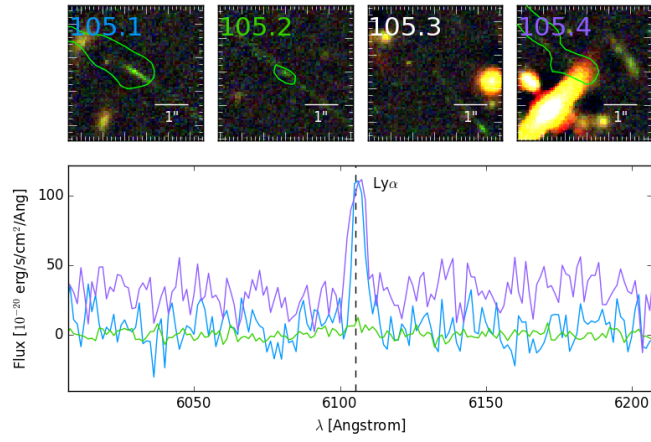 105.1 105.2 105.3 105.4
1" 1" 1" 1"
Lyα
100
50
0
Flux [10⁻²⁰ erg/s/cm²/Ang]
6050 6100 6150 6200
λ [Angstrom]